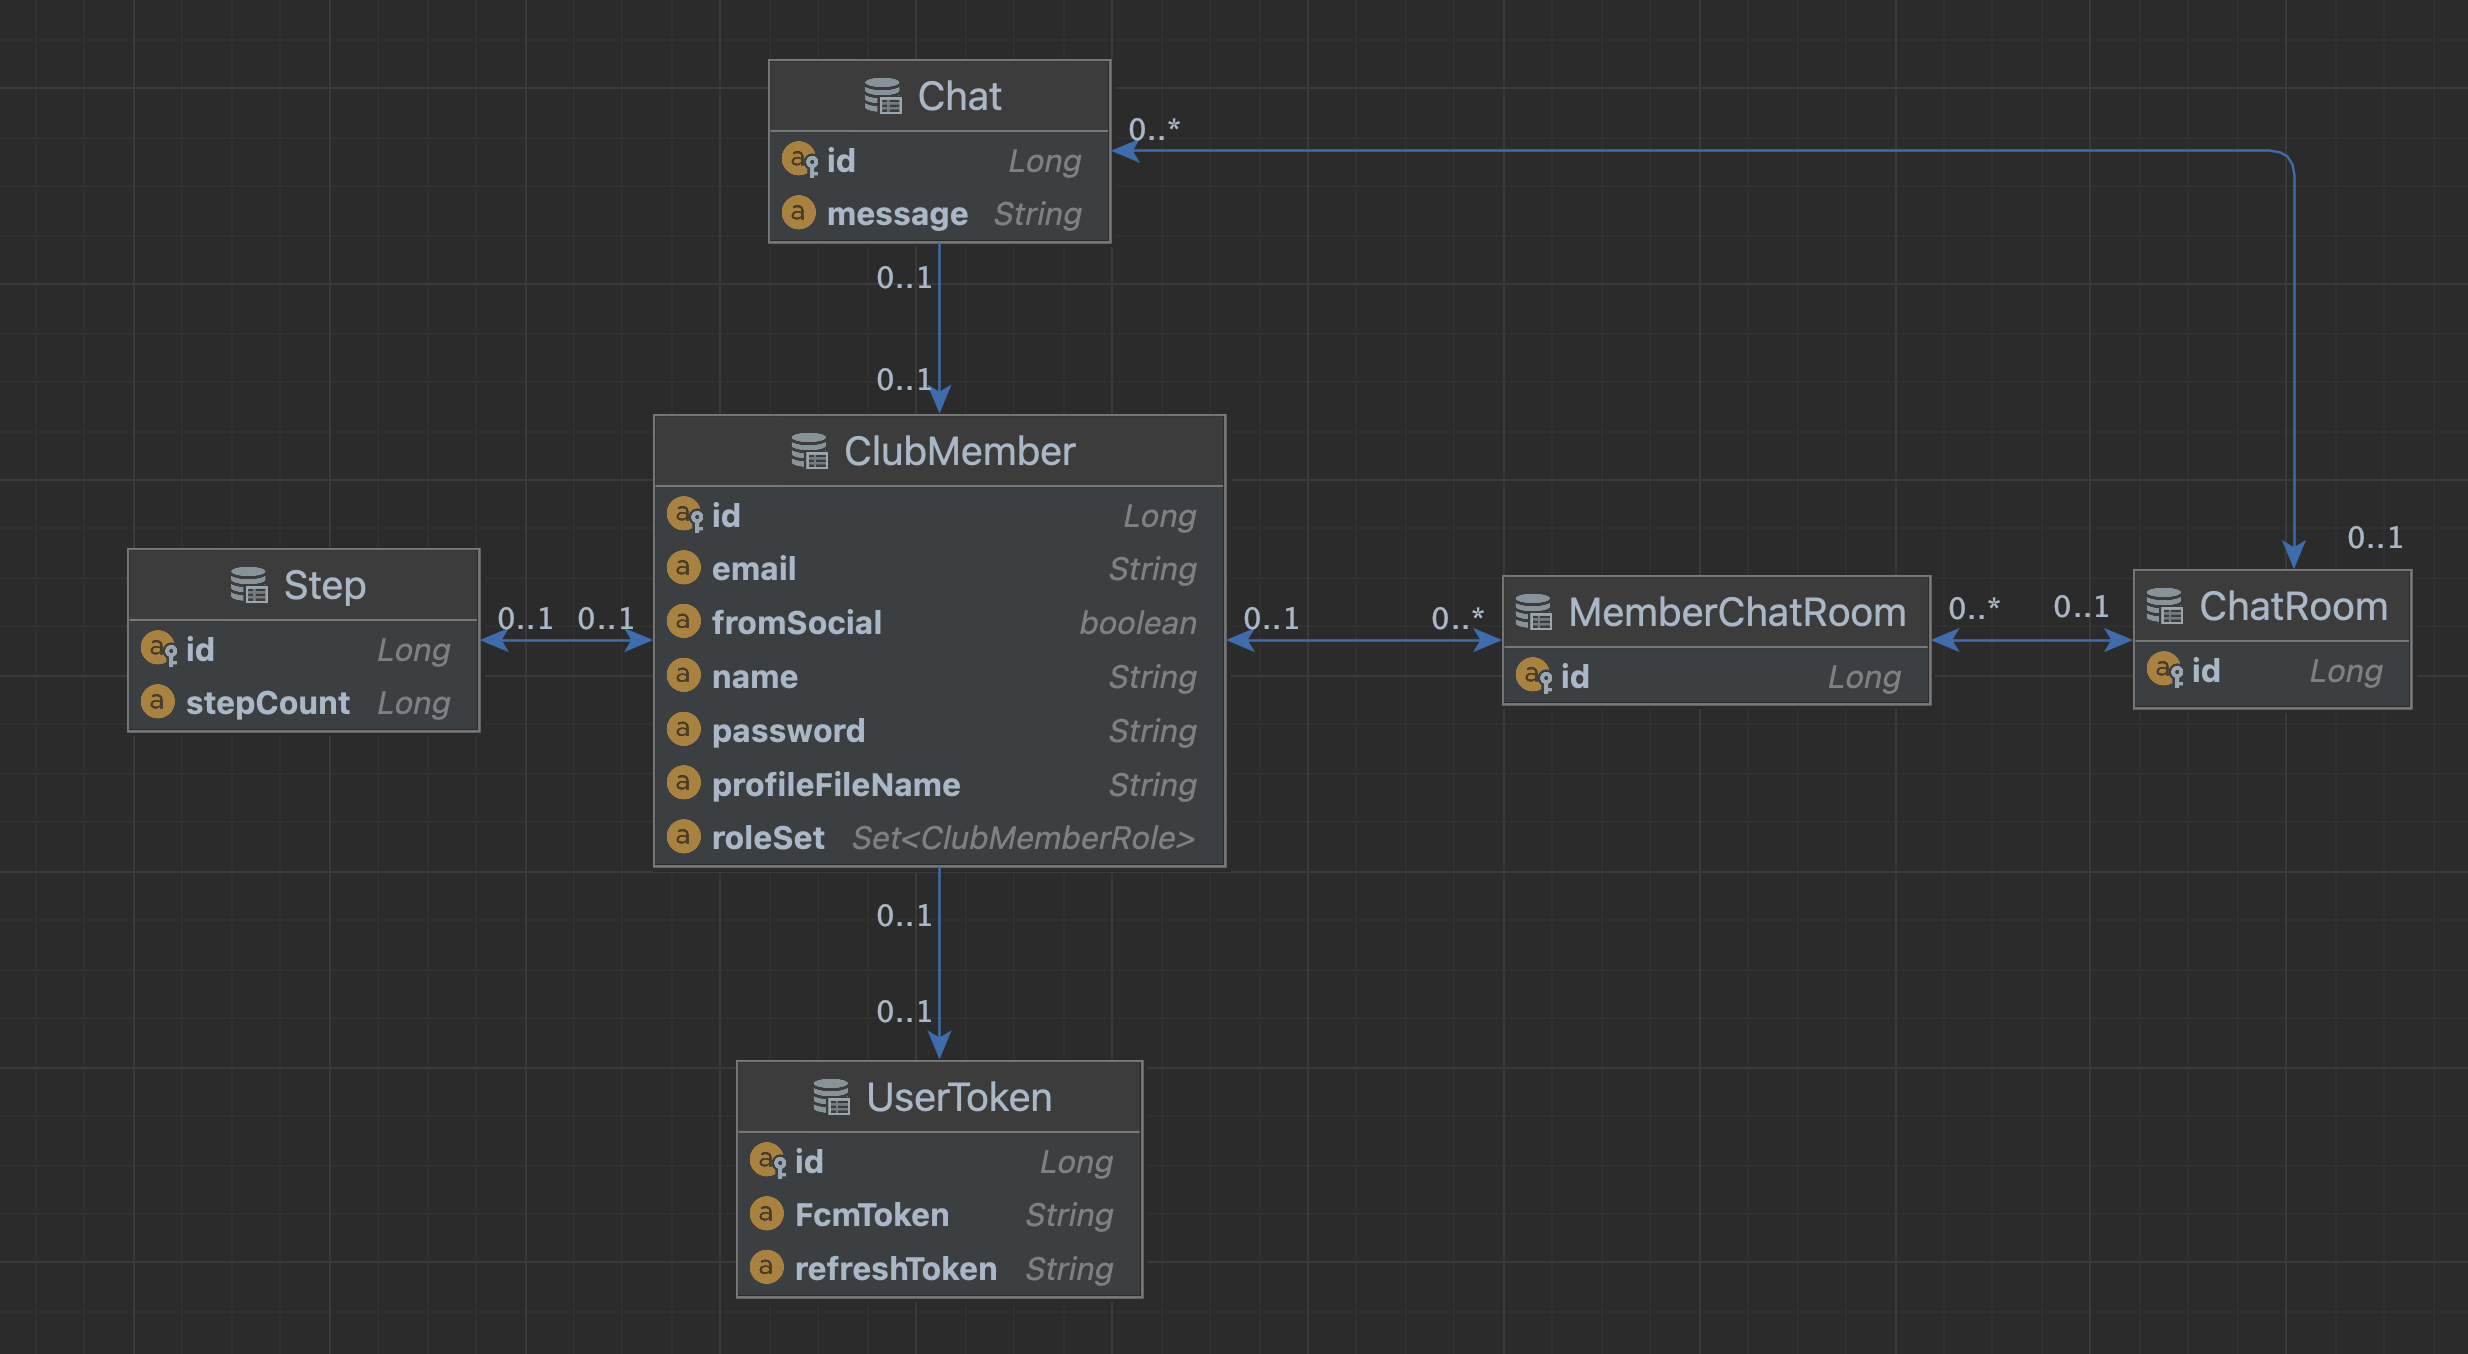 Chat
id Long
message String
0..*
0..1
0..1
ClubMember
id Long
email String
fromSocial boolean
name String
password String
profileFileName String
roleSet Set<ClubMemberRole>
Step
id Long
stepCount Long
0..1 0..1
0..1 0..*
MemberChatRoom
id Long
0..* 0..1
0..1
ChatRoom
id Long
0..1
0..1
UserToken
id Long
FcmToken String
refreshToken String